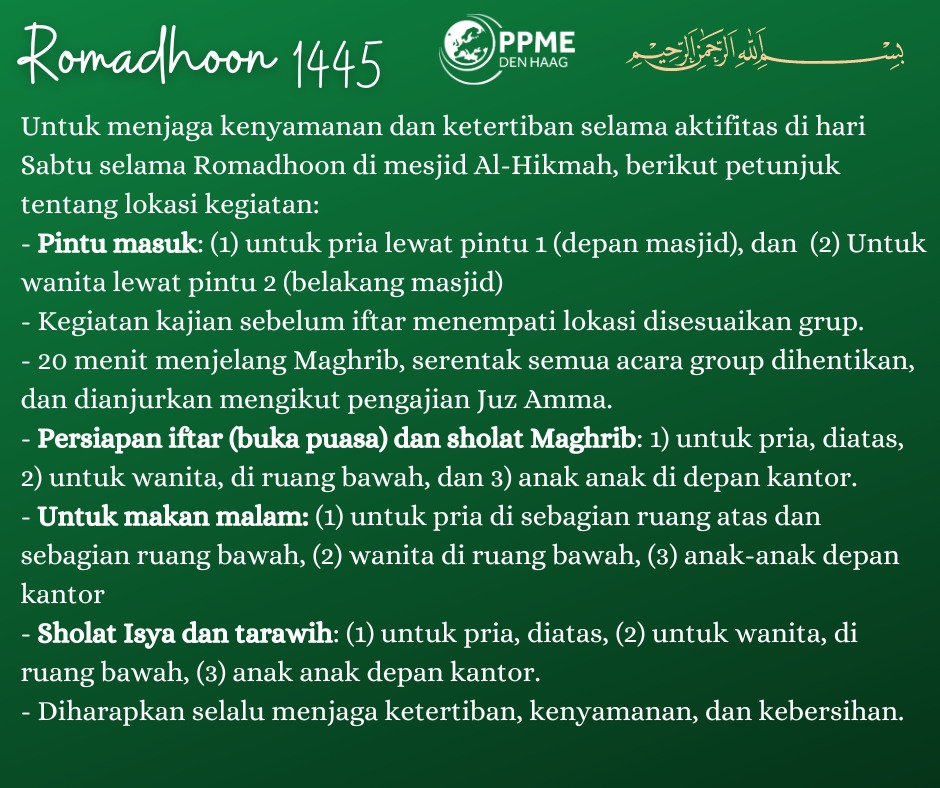 Romadhoon 1445
PPME
DEN HAAG
بسم الله الرحمن الرحيم
Untuk menjaga kenyamanan dan ketertiban selama aktifitas di hari
Sabtu selama Romadhoon di mesjid Al-Hikmah, berikut petunjuk
tentang lokasi kegiatan:
- Pintu masuk: (1) untuk pria lewat pintu 1 (depan masjid), dan (2) Untuk
wanita lewat pintu 2 (belakang masjid)
- Kegiatan kajian sebelum iftar menempati lokasi disesuaikan grup.
- 20 menit menjelang Maghrib, serentak semua acara group dihentikan,
dan dianjurkan mengikut pengajian Juz Amma.
- Persiapan iftar (buka puasa) dan sholat Maghrib: 1) untuk pria, diatas,
2) untuk wanita, di ruang bawah, dan 3) anak anak di depan kantor.
- Untuk makan malam: (1) untuk pria di sebagian ruang atas dan
sebagian ruang bawah, (2) wanita di ruang bawah, (3) anak-anak depan
kantor
- Sholat Isya dan tarawih: (1) untuk pria, diatas, (2) untuk wanita, di
ruang bawah, (3) anak anak depan kantor.
- Diharapkan selalu menjaga ketertiban, kenyamanan, dan kebersihan.